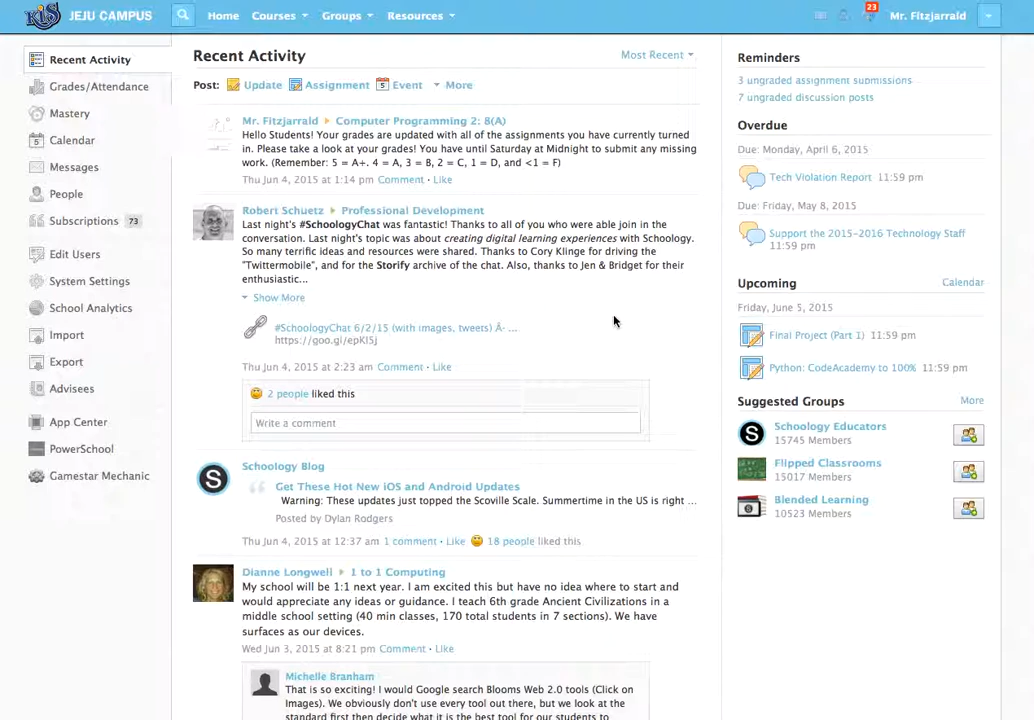 KIS JEJU CAMPUS
Home Courses Groups Resources
23
Mr. Fitzjarrald
Recent Activity
Grades/Attendance
Mastery
Calendar
Messages
People
Subscriptions 73
Edit Users
System Settings
School Analytics
Import
Export
Advisees
App Center
PowerSchool
Gamestar Mechanic
Recent Activity
Most Recent
Post: Update Assignment 5 Event More
Mr. Fitzjarrald Computer Programming 2: 8(A)
Hello Students! Your grades are updated with all of the assignments you have currently turned
in. Please take a look at your grades! You have until Saturday at Midnight to submit any missing
work. (Remember: 5 = A+. 4 = A, 3 = B, 2 = C, 1 = D, and <1 = F)
Thu Jun 4, 2015 at 1:14 pm Comment · Like
Robert Schuetz Professional Development
Last night's #SchoologyChat was fantastic! Thanks to all of you who were able join in the
conversation. Last night's topic was about creating digital learning experiences with Schoology.
So many terrific ideas and resources were shared. Thanks to Cory Klinge for driving the
"Twittermobile", and for the Storify archive of the chat. Also, thanks to Jen & Bridget for their
enthusiastic...
Show More
#SchoologyChat 6/2/15 (with images, tweets) Â· ...
https://goo.gl/epKI5j
Thu Jun 4, 2015 at 2:23 am Comment · Like
2 people liked this
Write a comment
S
Schoology Blog
Get These Hot New iOS and Android Updates
Warning: These updates just topped the Scoville Scale. Summertime in the US is right ...
Posted by Dylan Rodgers
Thu Jun 4, 2015 at 12:37 am 1 comment · Like 18 people liked this
Dianne Longwell 1 to 1 Computing
My school will be 1:1 next year. I am excited this but have no idea where to start and
would appreciate any ideas or guidance. I teach 6th grade Ancient Civilizations in a
middle school setting (40 min classes, 170 total students in 7 sections). We have
surfaces as our devices.
Wed Jun 3, 2015 at 8:21 pm Comment · Like
Michelle Branham
That is so exciting! I would Google search Blooms Web 2.0 tools (Click on
Images). We obviously don't use every tool out there, but we look at the
standard first then decide what it is the best tool for our students to
Reminders
3 ungraded assignment submissions
7 ungraded discussion posts
Overdue
Due: Monday, April 6, 2015
Tech Violation Report 11:59 pm
Due: Friday, May 8, 2015
Support the 2015-2016 Technology Staff
11:59 pm
Upcoming
Calendar
Friday, June 5, 2015
Final Project (Part 1) 11:59 pm
Python: CodeAcademy to 100% 11:59 pm
Suggested Groups
More
S
Schoology Educators
15745 Members
Flipped Classrooms
15017 Members
Blended Learning
10523 Members